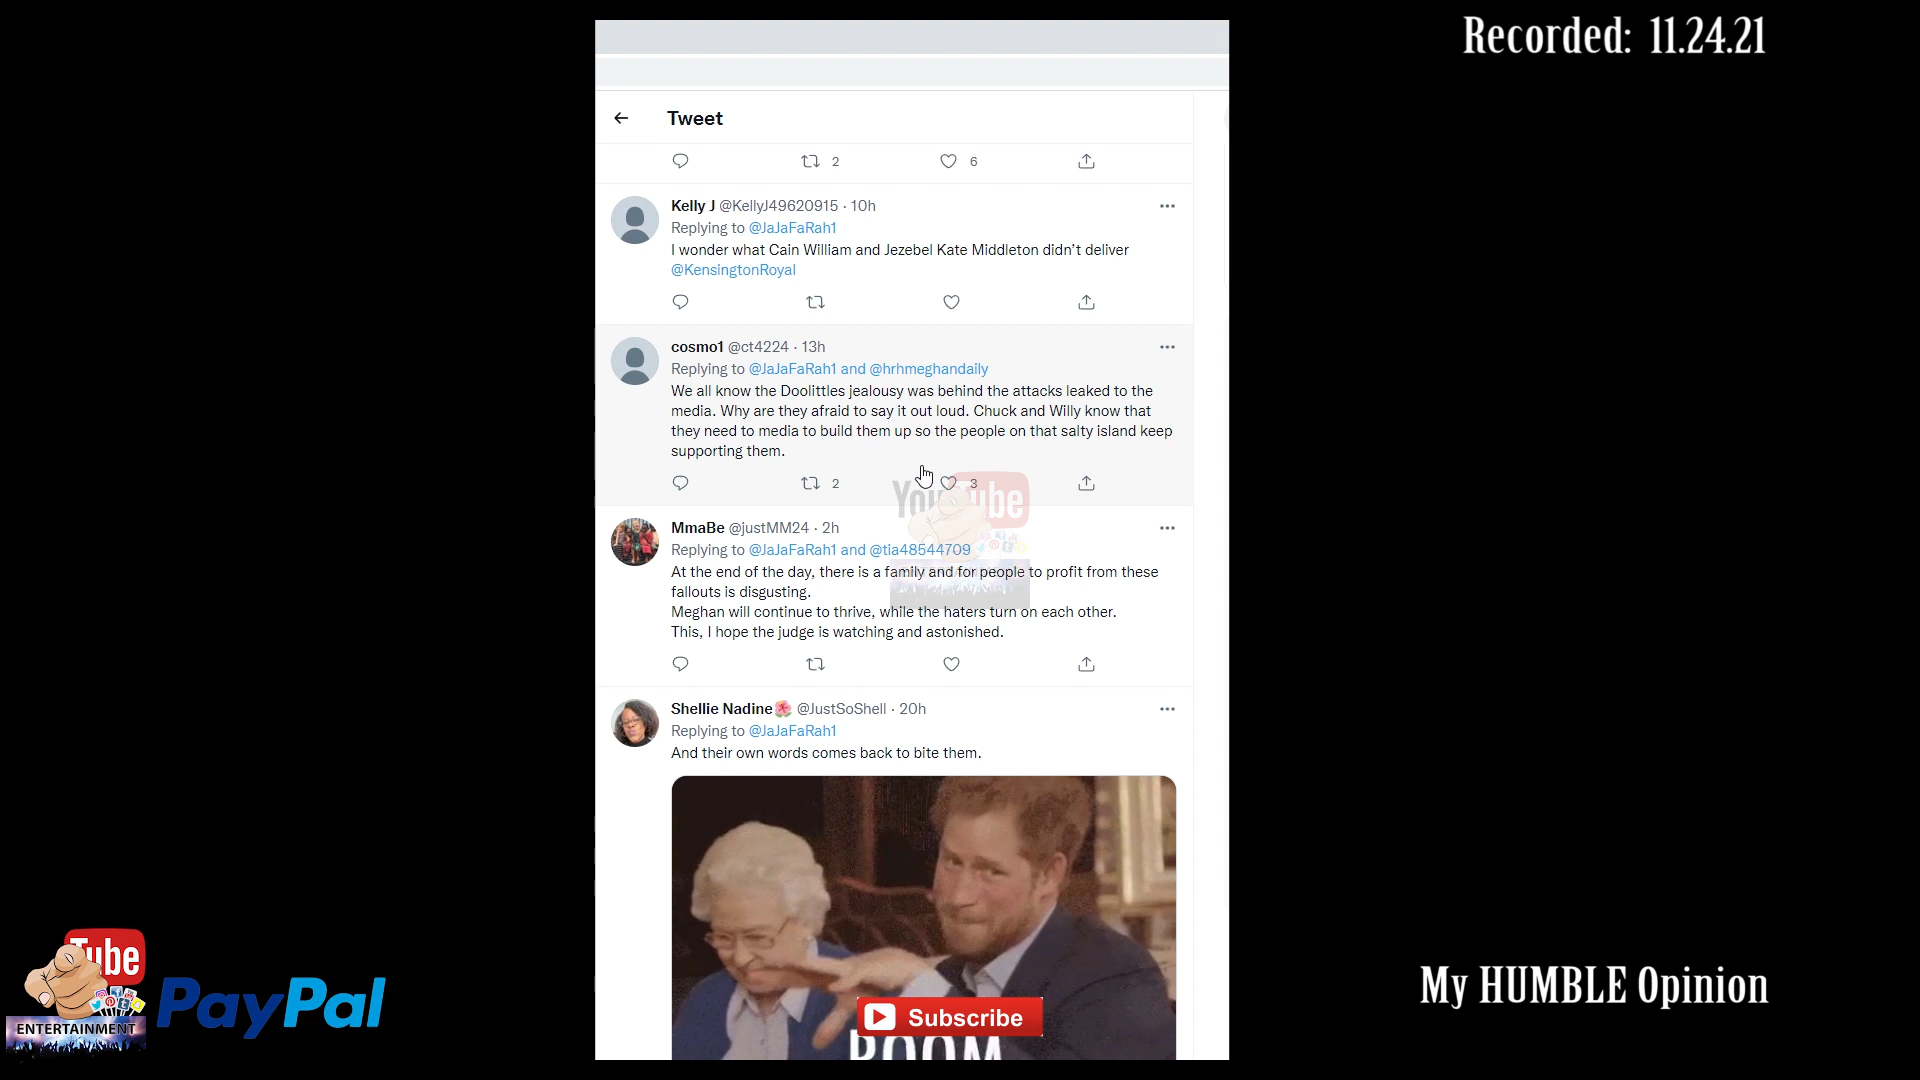 Recorded: 11.24.21
Tweet
2 6
Kelly J @KellyJ49620915 · 10h
Replying to @JaJaFaRah1
I wonder what Cain William and Jezebel Kate Middleton didn't deliver
@KensingtonRoyal
cosmo1 @ct4224 · 13h
Replying to @JaJaFaRah1 and @hrhmeghandaily
We all know the Doolittles jealousy was behind the attacks leaked to the
media. Why are they afraid to say it out loud. Chuck and Willy know that
they need to media to build them up so the people on that salty island keep
supporting them.
2 3
YouTube
MmaBe @justMM24 · 2h
Replying to @JaJaFaRah1 and @tia48544709
At the end of the day, there is a family and for people to profit from these
fallouts is disgusting.
Meghan will continue to thrive, while the haters turn on each other.
This, I hope the judge is watching and astonished.
Shellie Nadine🌺 @JustSoShell · 20h
Replying to @JaJaFaRah1
And their own words comes back to bite them.
Subscribe
BOOM
Tube
ENTERTAINMENT
PayPal
My HUMBLE Opinion